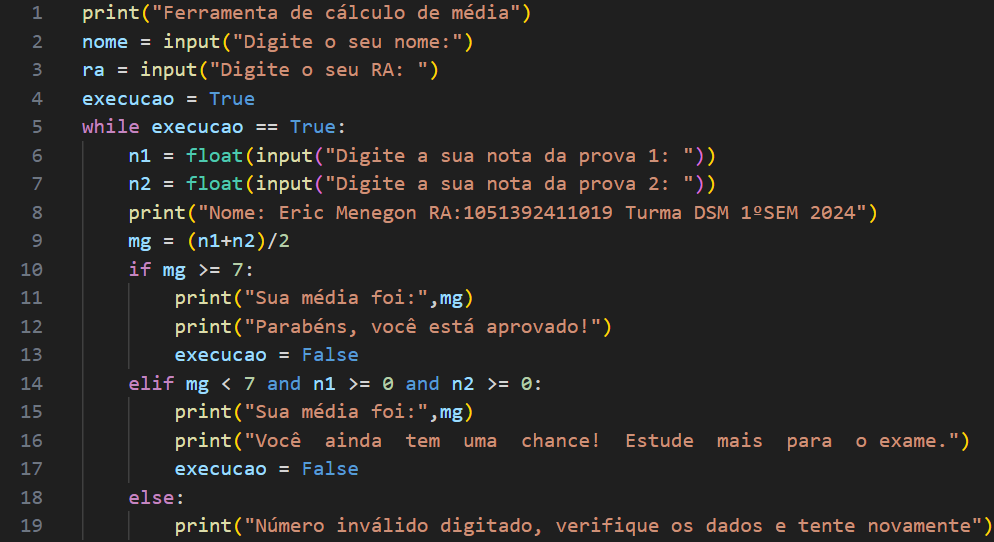 1 print("Ferramenta de cálculo de média")
2 nome = input("Digite o seu nome:")
3 ra = input("Digite o seu RA: ")
4 execucao = True
5 while execucao == True:
6     n1 = float(input("Digite a sua nota da prova 1: "))
7     n2 = float(input("Digite a sua nota da prova 2: "))
8     print("Nome: Eric Menegon RA:1051392411019 Turma DSM 1ºSEM 2024")
9     mg = (n1+n2)/2
10     if mg >= 7:
11         print("Sua média foi:",mg)
12         print("Parabéns, você está aprovado!")
13         execucao = False
14     elif mg < 7 and n1 >= 0 and n2 >= 0:
15         print("Sua média foi:",mg)
16         print("Você  ainda  tem  uma  chance!  Estude  mais  para  o exame.")
17         execucao = False
18     else:
19         print("Número inválido digitado, verifique os dados e tente novamente")